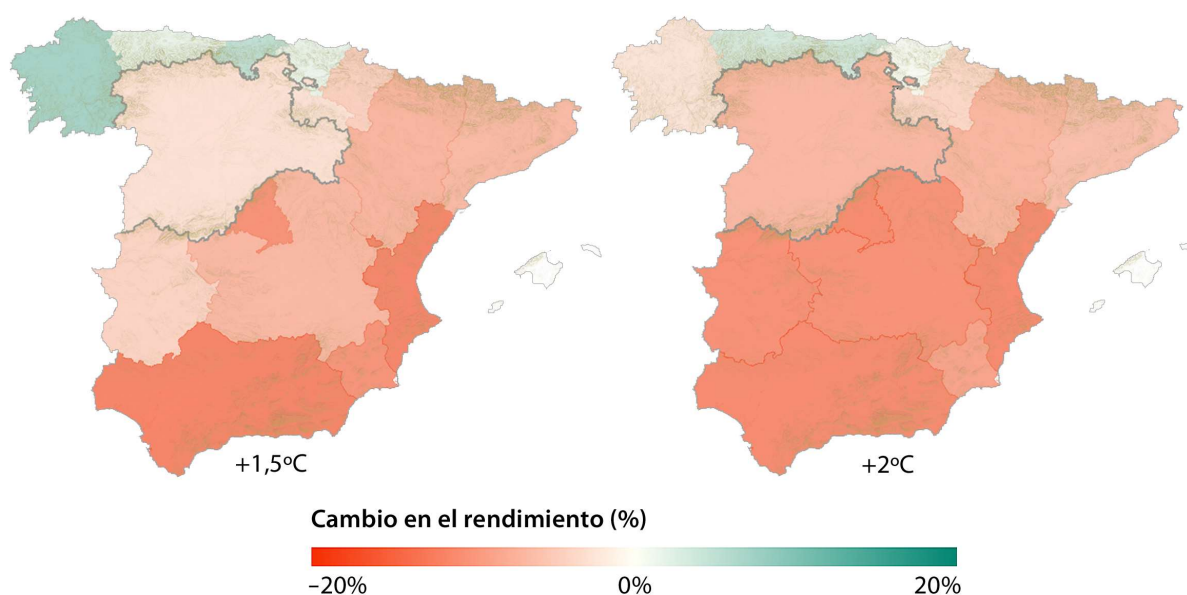 +1,5ºC
+2ºC
Cambio en el rendimiento (%)
–20%
0%
20%